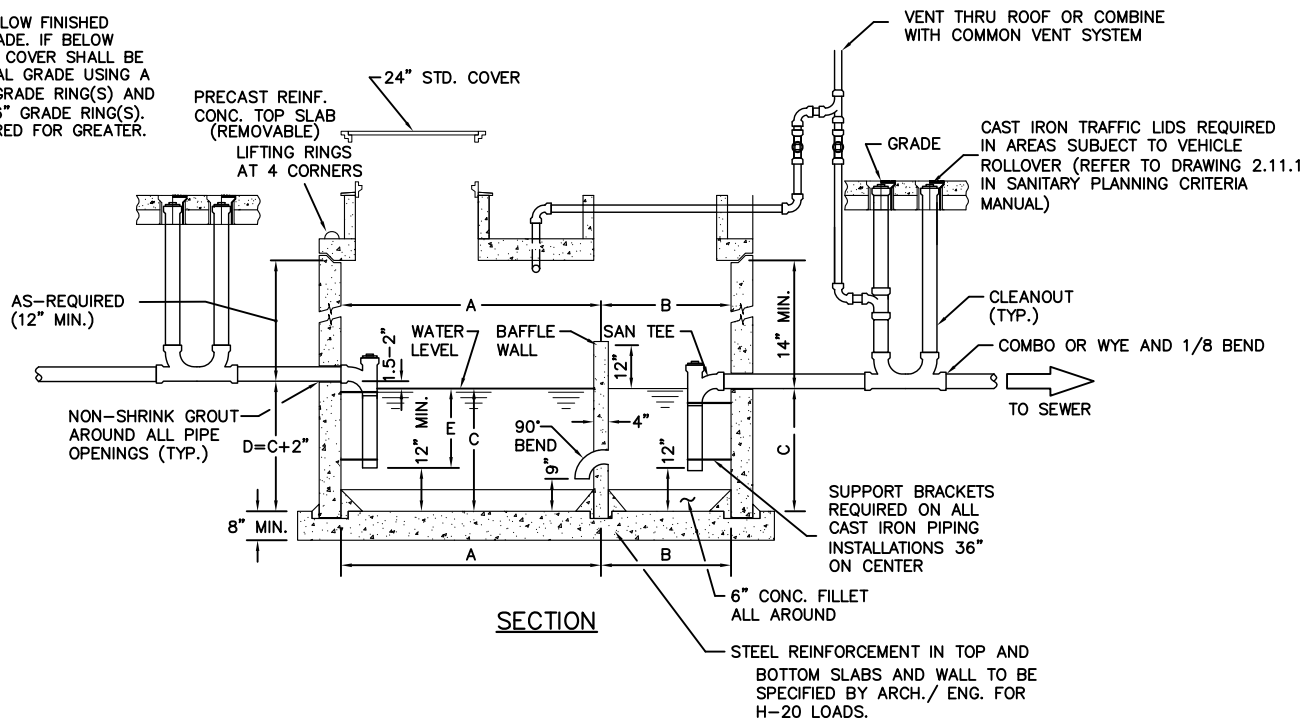 LOW FINISHED
ADE. IF BELOW
COVER SHALL BE
AL GRADE USING A
GRADE RING(S) AND
6" GRADE RING(S).
RED FOR GREATER.
PRECAST REINF.
CONC. TOP SLAB
(REMOVABLE)
LIFTING RINGS
AT 4 CORNERS
24" STD. COVER
VENT THRU ROOF OR COMBINE
WITH COMMON VENT SYSTEM
GRADE
CAST IRON TRAFFIC LIDS REQUIRED
IN AREAS SUBJECT TO VEHICLE
ROLLOVER (REFER TO DRAWING 2.11.1
IN SANITARY PLANNING CRITERIA
MANUAL)
AS-REQUIRED
(12" MIN.)
A
B
WATER
LEVEL
1.5-2"
BAFFLE
WALL
12"
SAN TEE
14" MIN.
CLEANOUT
(TYP.)
COMBO OR WYE AND 1/8 BEND
TO SEWER
NON-SHRINK GROUT
AROUND ALL PIPE
OPENINGS (TYP.)
D=C+2"
12" MIN.
E
C
90°
BEND
4"
9"
12"
C
8" MIN.
A
B
SUPPORT BRACKETS
REQUIRED ON ALL
CAST IRON PIPING
INSTALLATIONS 36"
ON CENTER
6" CONC. FILLET
ALL AROUND
SECTION
STEEL REINFORCEMENT IN TOP AND
BOTTOM SLABS AND WALL TO BE
SPECIFIED BY ARCH./ ENG. FOR
H-20 LOADS.